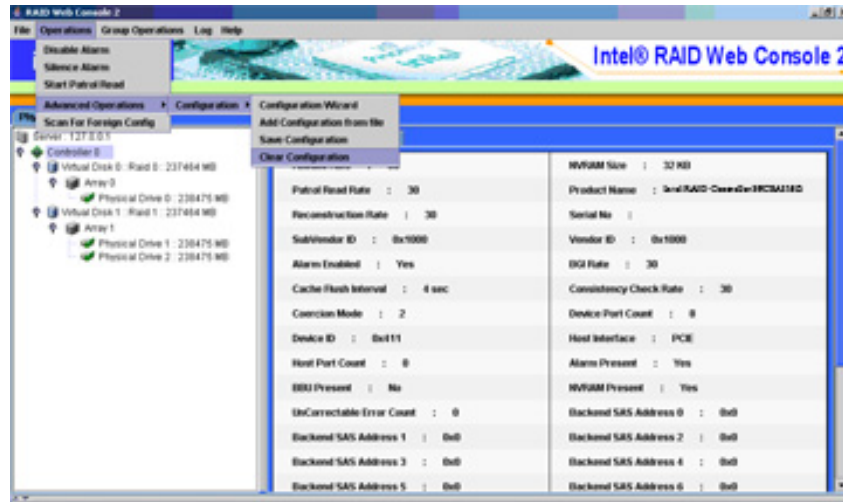 RAID Web Console 2
File Operations Group Operations Log Help
Disable Alarm
Silence Alarm
Start Patrol Read
Advanced Operations
Scan For Foreign Config
Configuration
Configuration Wizard
Add Configuration from file
Save Configuration
Clear Configuration
Intel® RAID Web Console 2
Server : 127.0.0.1
Controller 0
Virtual Disk 0 : Raid 0 : 237464 MB
Array 0
Physical Drive 0 : 238475 MB
Virtual Disk 1 : Raid 1 : 237464 MB
Array 1
Physical Drive 1 : 238475 MB
Physical Drive 2 : 238475 MB
NVRAM Size : 32 KB
Patrol Read Rate : 30
Product Name : Intel RAID Controller
Reconstruction Rate : 30
Serial No :
SubVendor ID : 0x1000
Vendor ID : 0x1000
Alarm Enabled : Yes
BGI Rate : 30
Cache Flush Interval : 4 sec
Consistency Check Rate : 30
Coercion Mode : 2
Device Port Count : 8
Device ID : 0x411
Host Interface : PCIE
Host Port Count : 0
Alarm Present : Yes
BBU Present : No
NVRAM Present : Yes
UnCorrectable Error Count : 0
Backend SAS Address 0 : 0x0
Backend SAS Address 1 : 0x0
Backend SAS Address 2 : 0x0
Backend SAS Address 3 : 0x0
Backend SAS Address 4 : 0x0
Backend SAS Address 5 : 0x0
Backend SAS Address 6 : 0x0